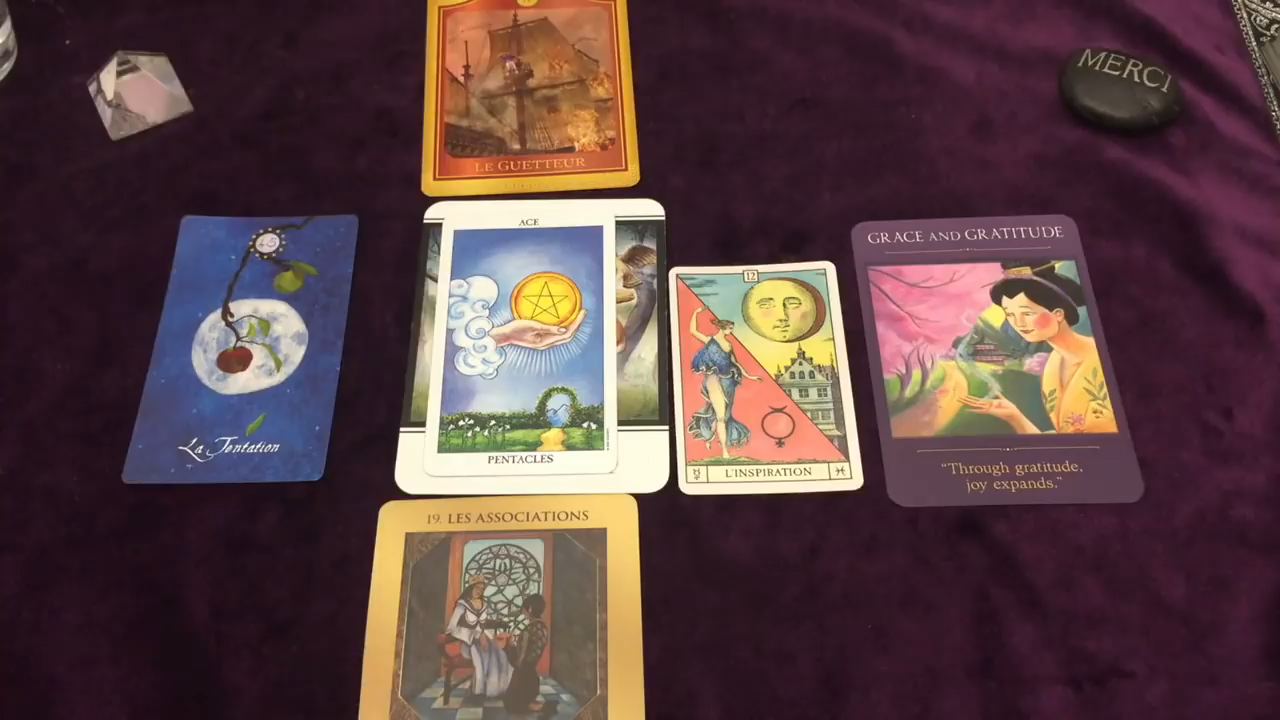 MERCI
LE GUETTEUR
45
La Tentation
ACE
PENTACLES
12
L'INSPIRATION
GRACE AND GRATITUDE
"Through gratitude,
joy expands."
19. LES ASSOCIATIONS